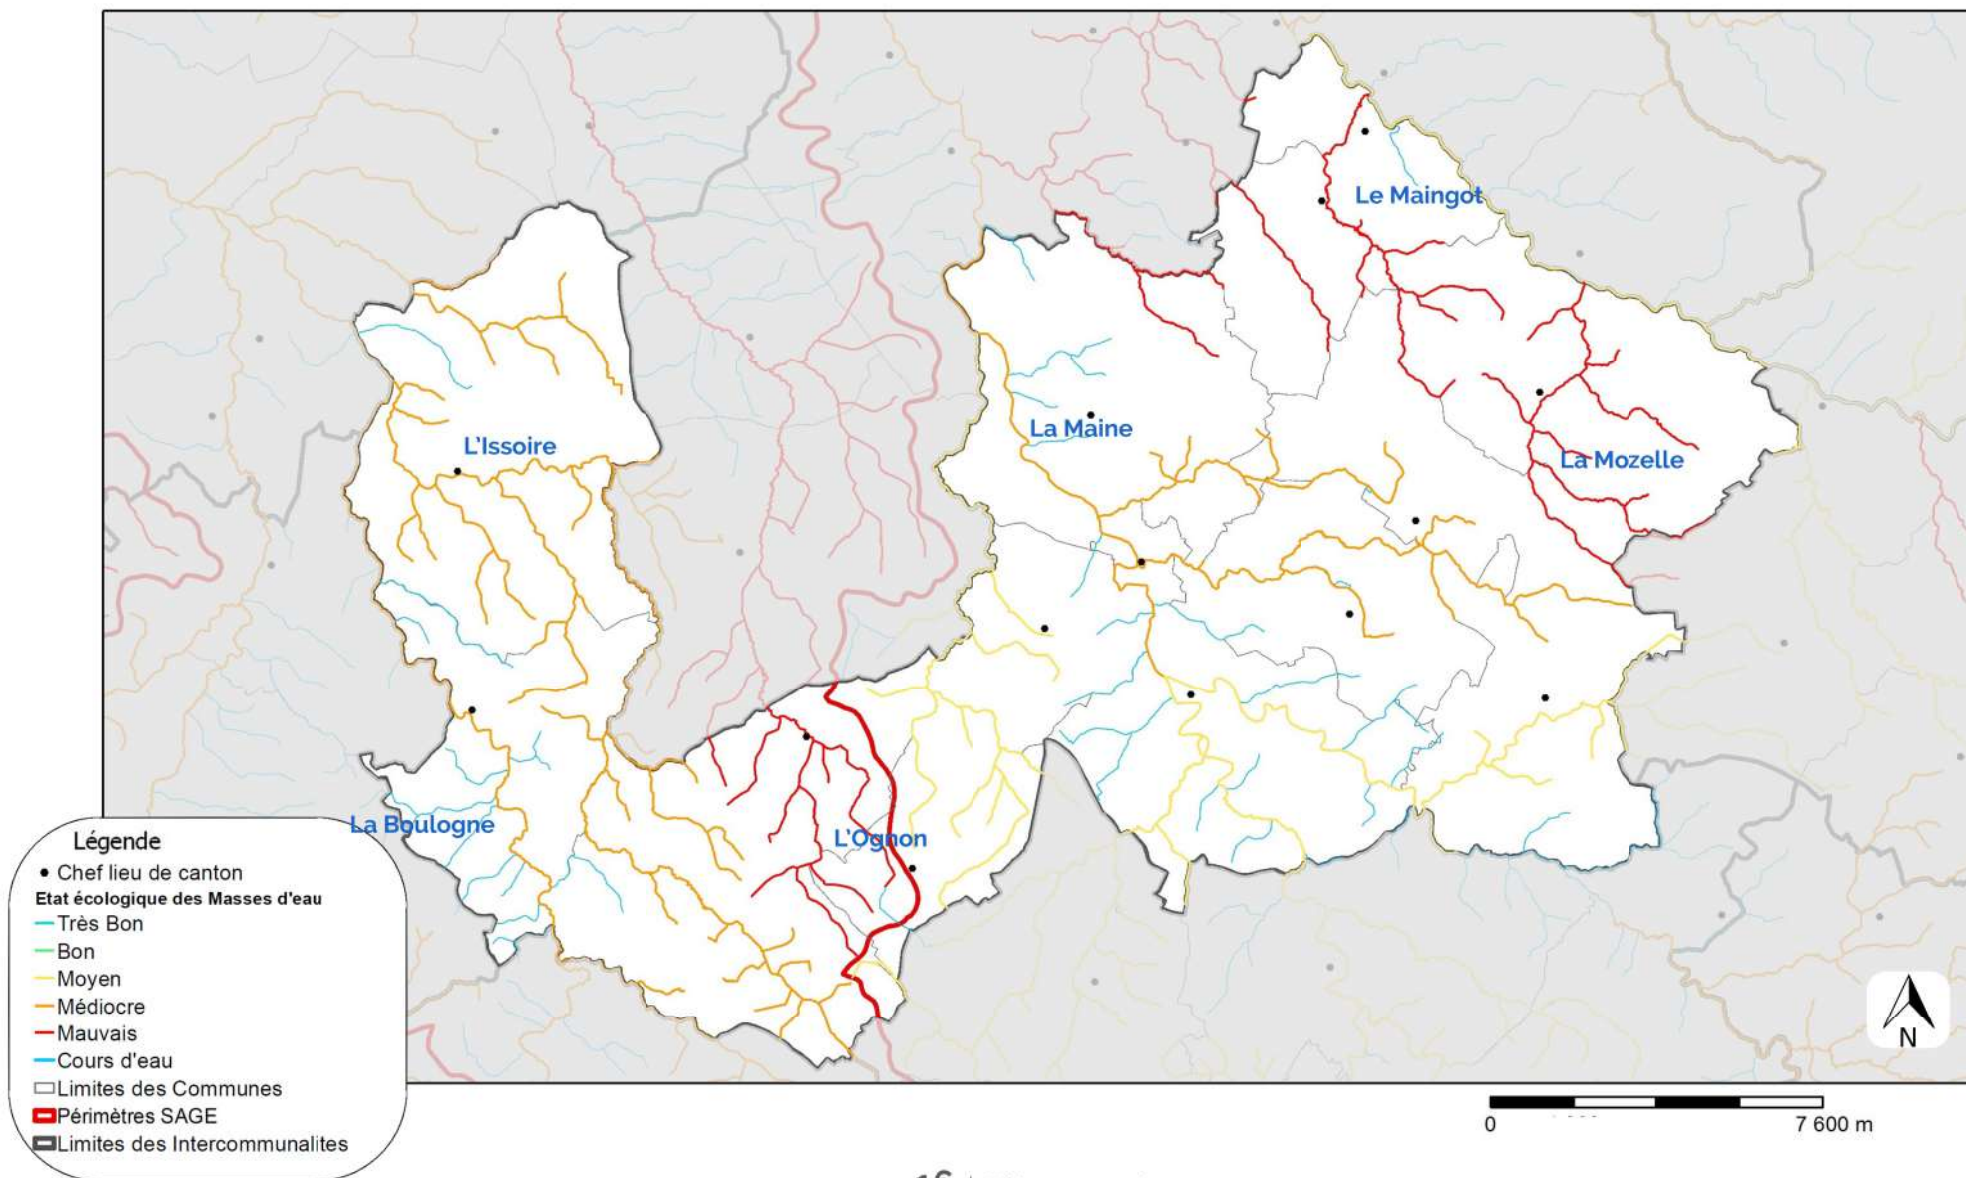 Le Maingot
La Maine
L'Issoire
La Mozelle
La Boulogne
L'Ognon
Légende
Chef lieu de canton
Etat écologique des Masses d'eau
Très Bon
Bon
Moyen
Médiocre
Mauvais
Cours d'eau
Limites des Communes
Périmètres SAGE
Limites des Intercommunalites
N
0 7 600 m